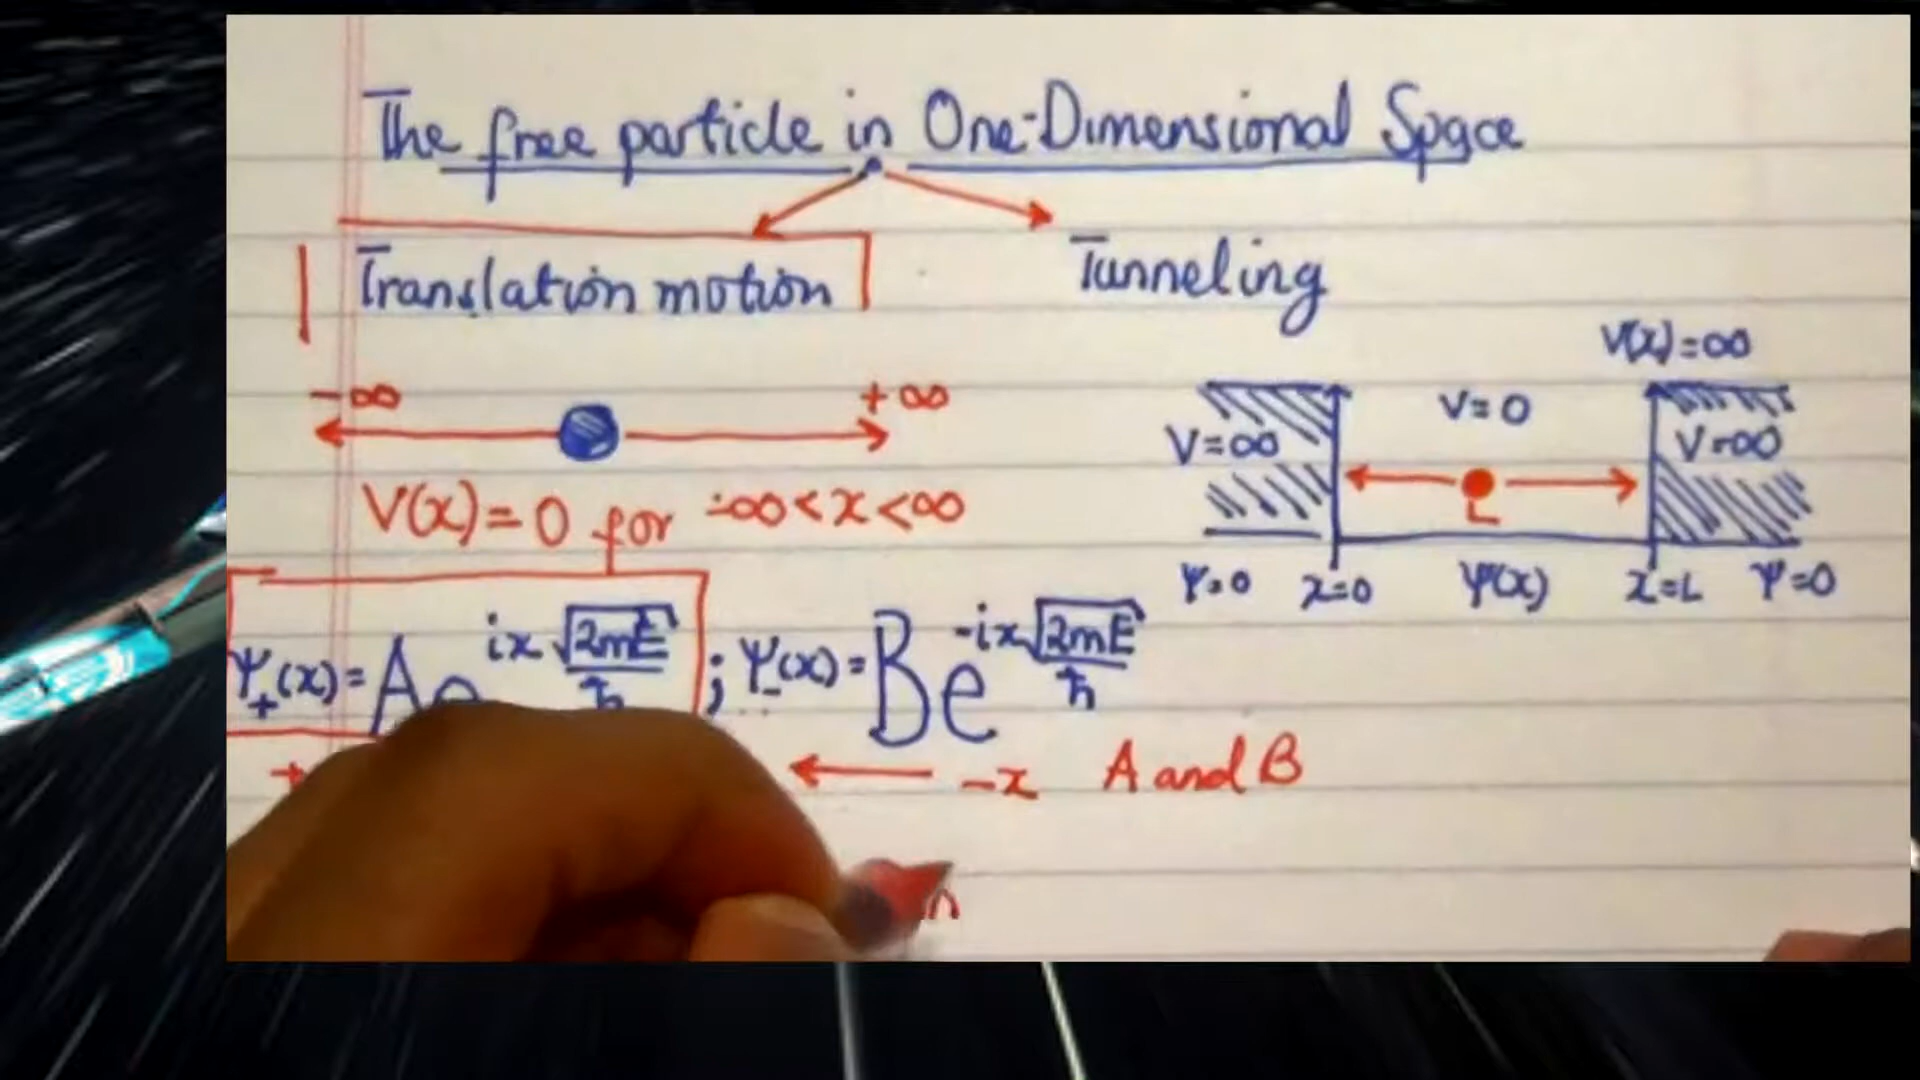 The free particle in One-Dimensional Space
Translation motion
Tunneling
-∞ +∞
V(x)=0 for -∞<x<∞
V(x)=∞
V=∞ V=0 V=∞
L
Ψ=0 x=0 Ψ(x) x=L Ψ=0
Ψ₊(x)=Ae^{ix√2mE/ħ} ; Ψ₋(x)=Be^{-ix√2mE/ħ}
+ ← -x A and B